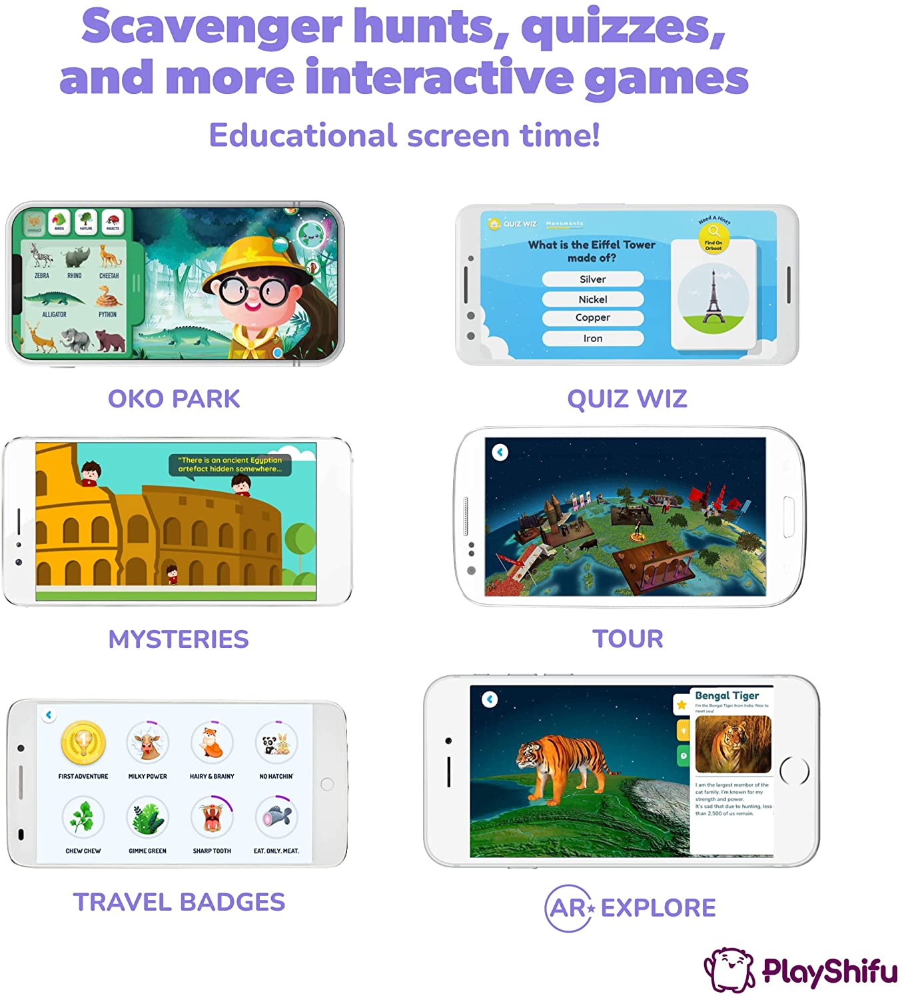 Scavenger hunts, quizzes,
and more interactive games
Educational screen time!
ANIMALS
BIRDS
NATURE
INSECTS
ZEBRA
RHINO
CHEETAH
ALLIGATOR
PYTHON
OKO PARK
QUIZ WIZ
Monuments
Need A Hint?
Find On
Orboot
What is the Eiffel Tower
made of?
Silver
Nickel
Copper
Iron
QUIZ WIZ
"There is an ancient Egyptian
artefact hidden somewhere...
MYSTERIES
TOUR
1
FIRST ADVENTURE
MILKY POWER
HAIRY & BRAINY
NO HATCHIN'
CHEW CHEW
GIMME GREEN
SHARP TOOTH
EAT. ONLY. MEAT.
TRAVEL BADGES
Bengal Tiger
I'm the Bengal Tiger from India. Nice to
meet you!
I am the largest member of the
cat family. I'm known for my
strength and power.
It's sad that due to hunting, less
than 2,500 of us remain.
AR EXPLORE
PlayShifu